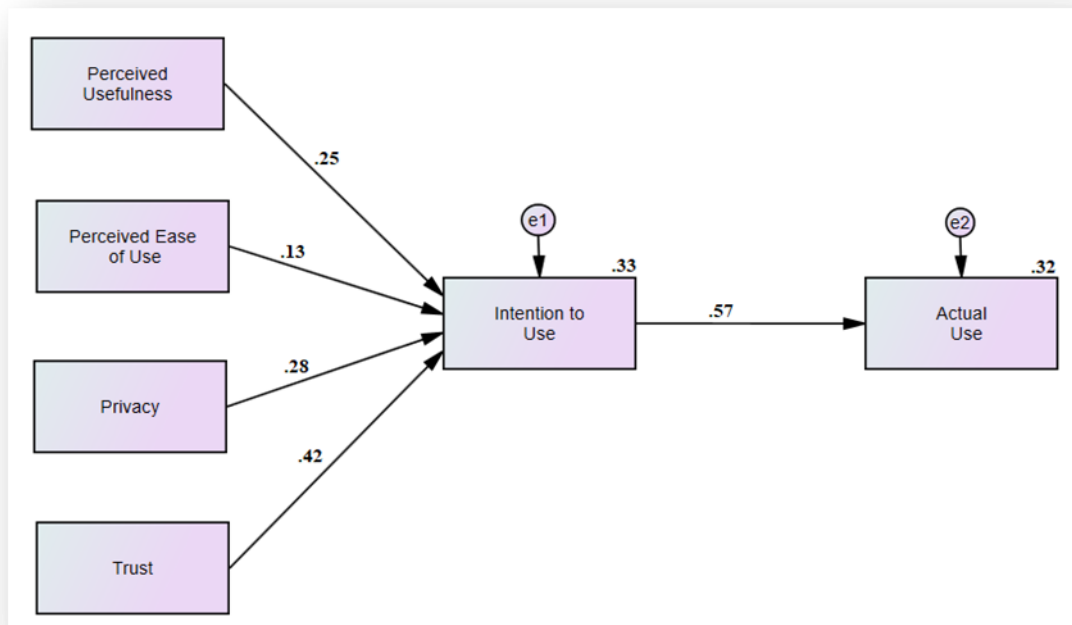 Perceived
Usefulness
.25
Perceived Ease
of Use
.13
e1
e2
.33
.32
Intention to
Use
.57
Actual
Use
Privacy
.28
.42
Trust